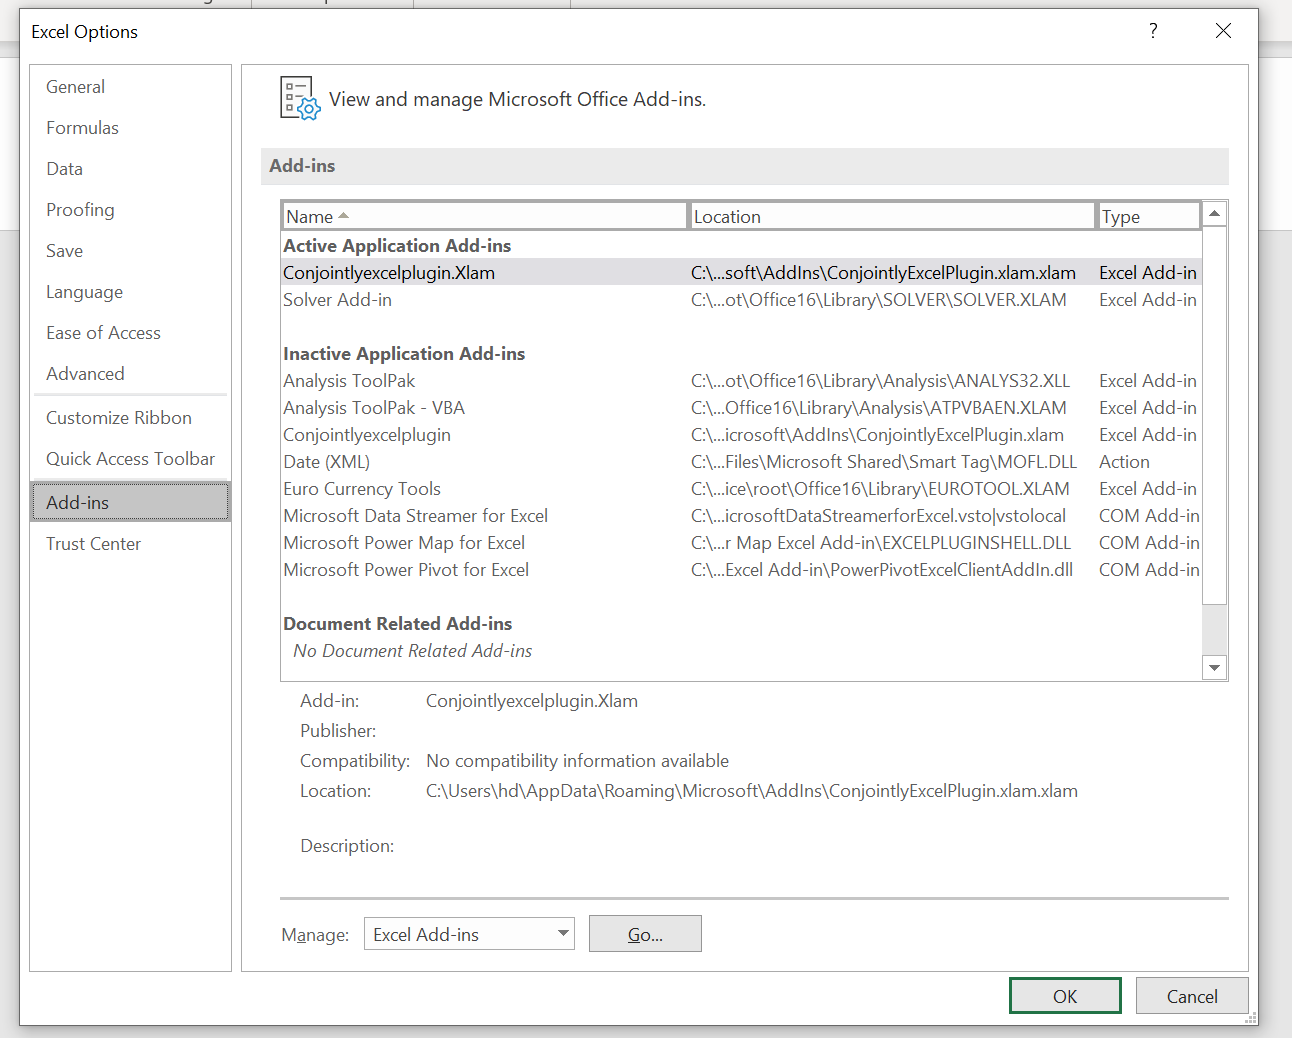 Excel Options
?
General
Formulas
Data
Proofing
Save
Language
Ease of Access
Advanced
Customize Ribbon
Quick Access Toolbar
Add-ins
Trust Center
View and manage Microsoft Office Add-ins.
Add-ins
Name Location Type
Active Application Add-ins
Conjointlyexcelplugin.Xlam C:\...soft\AddIns\ConjointlyExcelPlugin.xlam.xlam Excel Add-in
Solver Add-in C:\...ot\Office16\Library\SOLVER\SOLVER.XLAM Excel Add-in
Inactive Application Add-ins
Analysis ToolPak C:\...ot\Office16\Library\Analysis\ANALYS32.XLL Excel Add-in
Analysis ToolPak - VBA C:\...Office16\Library\Analysis\ATPVBAEN.XLAM Excel Add-in
Conjointlyexcelplugin C:\...icrosoft\AddIns\ConjointlyExcelPlugin.xlam Excel Add-in
Date (XML) C:\...Files\Microsoft Shared\Smart Tag\MOFL.DLL Action
Euro Currency Tools C:\...ice\root\Office16\Library\EUROTOOL.XLAM Excel Add-in
Microsoft Data Streamer for Excel C:\...icrosoftDataStreamerforExcel.vsto|vstolocal COM Add-in
Microsoft Power Map for Excel C:\...r Map Excel Add-in\EXCELPLUGINSHELL.DLL COM Add-in
Microsoft Power Pivot for Excel C:\...Excel Add-in\PowerPivotExcelClientAddIn.dll COM Add-in
Document Related Add-ins
No Document Related Add-ins
Add-in: Conjointlyexcelplugin.Xlam
Publisher:
Compatibility: No compatibility information available
Location: C:\Users\hd\AppData\Roaming\Microsoft\AddIns\ConjointlyExcelPlugin.xlam.xlam
Description:
Manage: Excel Add-ins Go...
OK Cancel